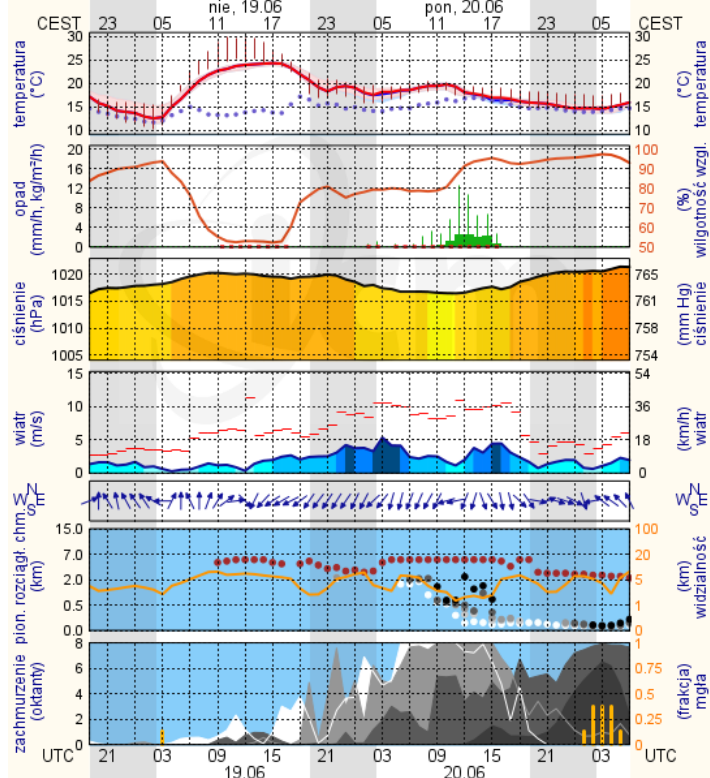 nie, 19.06 pon, 20.06
CEST 23 05 11 17 23 05 11 17 23 05 CEST
temperatura
(°C)
30
25
20
15
10
30
25
20
15
10
temperatura
(°C)
opad
(mm/h, kg/m²/h)
20
16
12
8
4
0
100
90
80
70
60
50
(%)
wilgotność wzgl.
ciśnienie
(hPa)
1020
1015
1010
1005
765
761
758
754
(mm Hg)
ciśnienie
wiatr
m/s)
15
10
5
0
54
36
18
0
(km/h)
wiatr
N
W E
S
N
W E
S
pion. rozciągł. chm.
(km)
15.0
7.0
2.0
0.5
0.0
100
20
5
1
0
(km)
widzialność
zachmurzenie
(oktanty)
8
6
4
2
0
1
0.75
0.5
0.25
0
(frakcja)
mgła
UTC 21 03 09 15 21 03 09 15 21 03 UTC
19.06 20.06